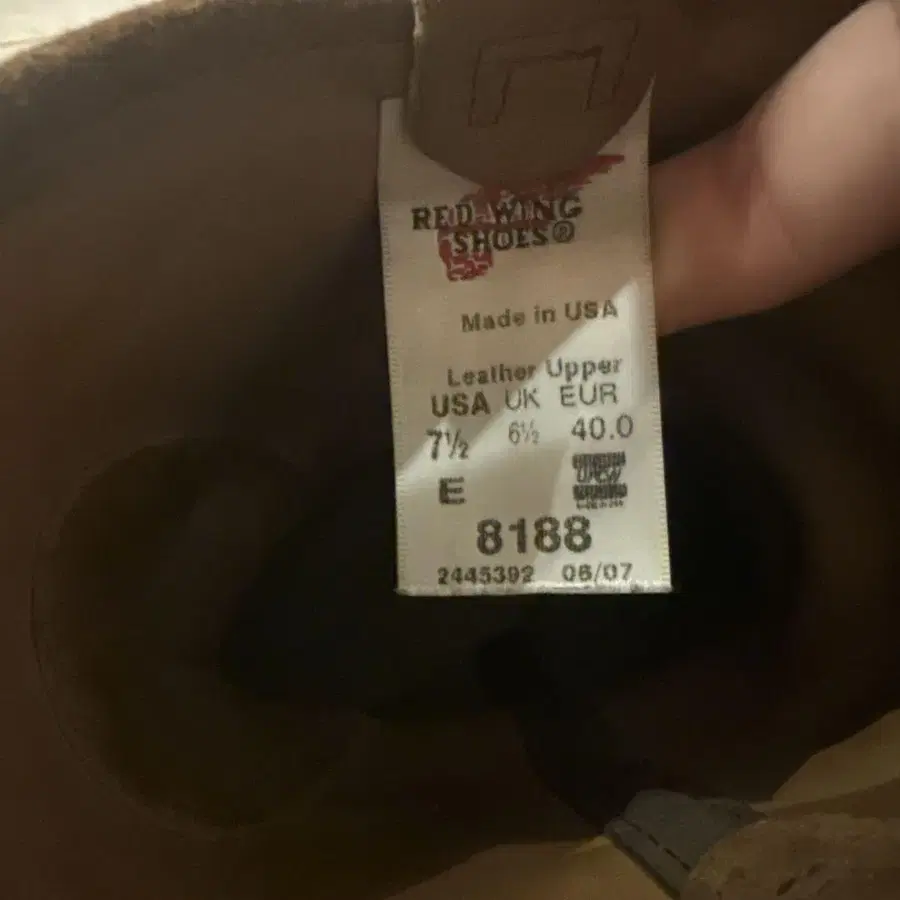 RED WING
SHOES®
Made in USA
Leather Upper
USA UK EUR
7½ 6½ 40.0
E
8188
2445392 06/07